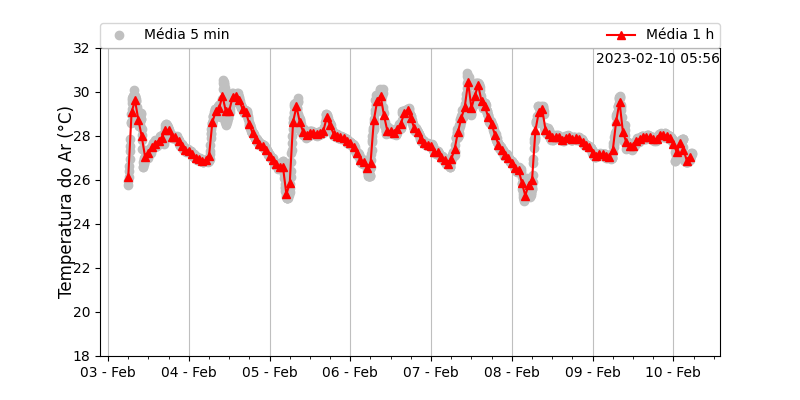 Média 5 min
Média 1 h
2023-02-10 05:56
Temperatura do Ar (°C)
32
30
28
26
24
22
20
18
03 - Feb
04 - Feb
05 - Feb
06 - Feb
07 - Feb
08 - Feb
09 - Feb
10 - Feb